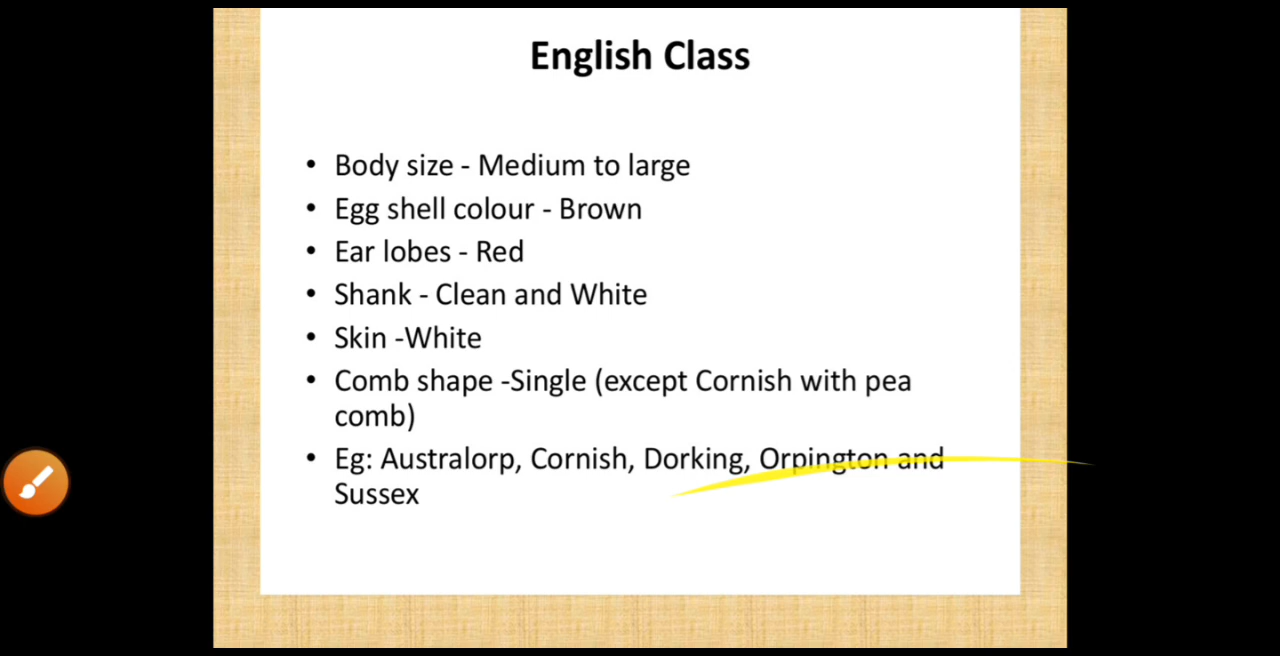 English Class
• Body size - Medium to large
• Egg shell colour - Brown
• Ear lobes - Red
• Shank - Clean and White
• Skin -White
• Comb shape -Single (except Cornish with pea
comb)
• Eg: Australorp, Cornish, Dorking, Orpington and
Sussex